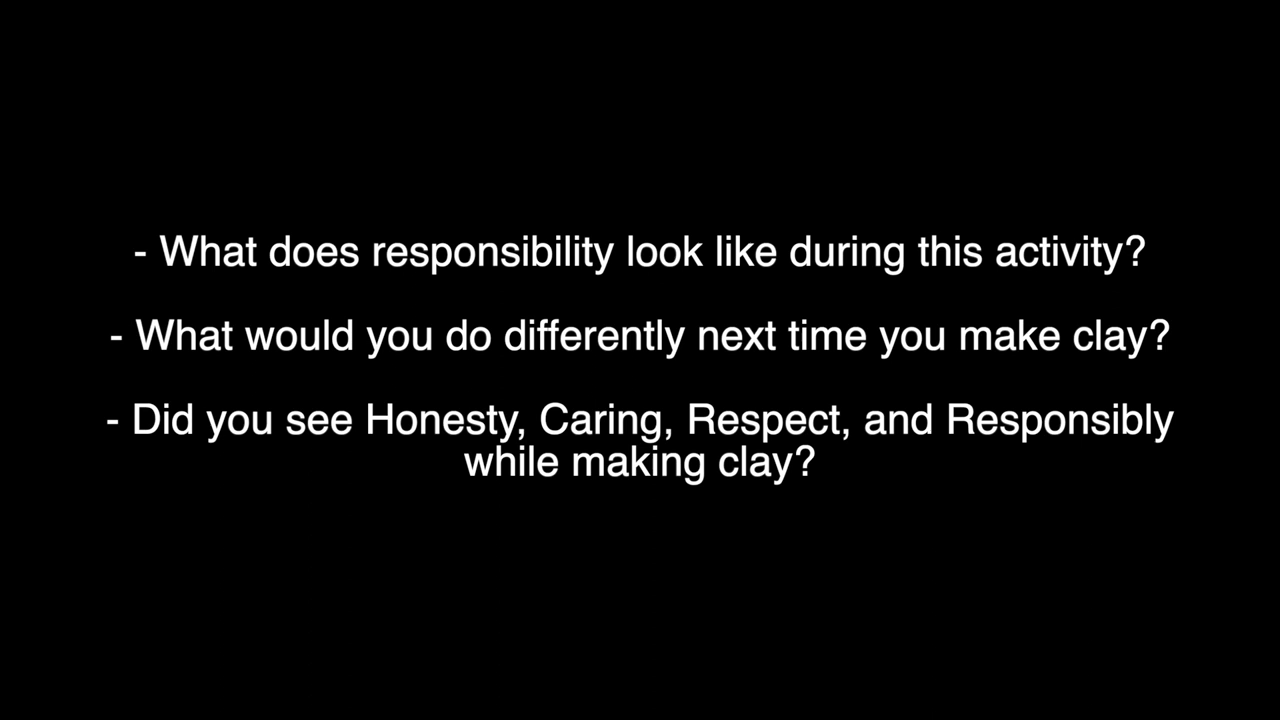 - What does responsibility look like during this activity?
- What would you do differently next time you make clay?
- Did you see Honesty, Caring, Respect, and Responsibly
while making clay?